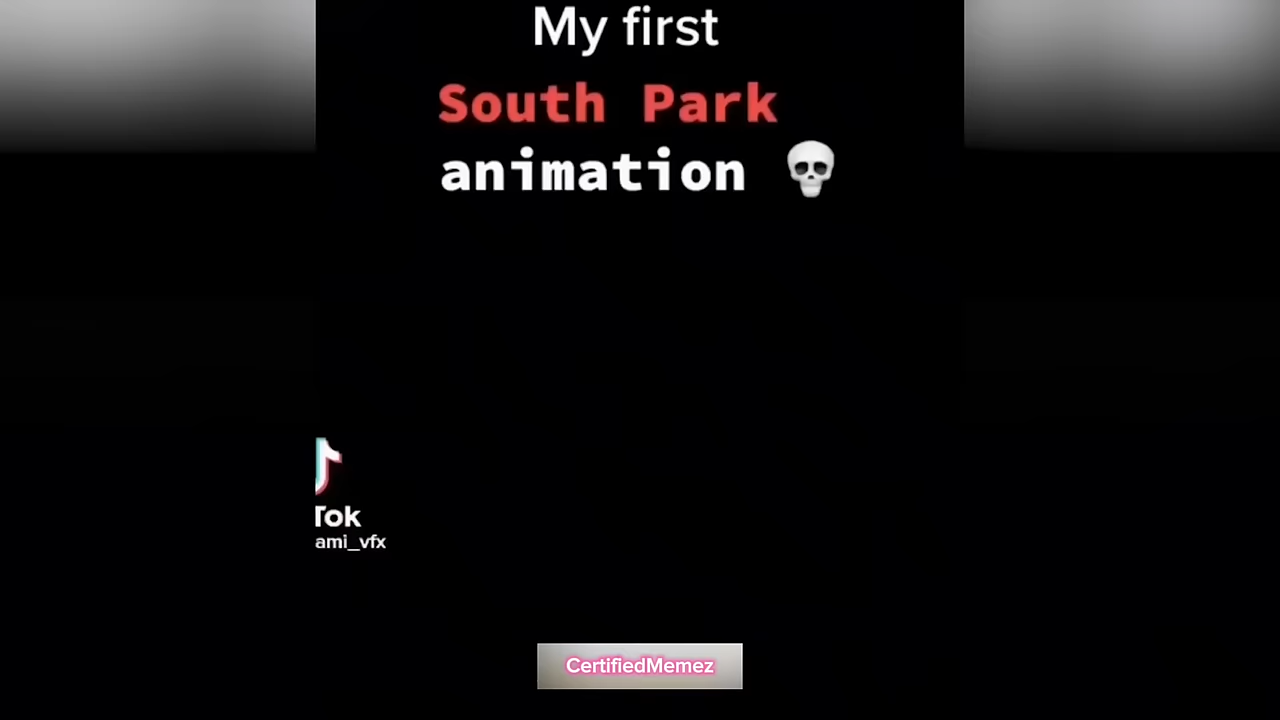 My first
South Park
animation 💀
Tok
ami_vfx
CertifiedMemez